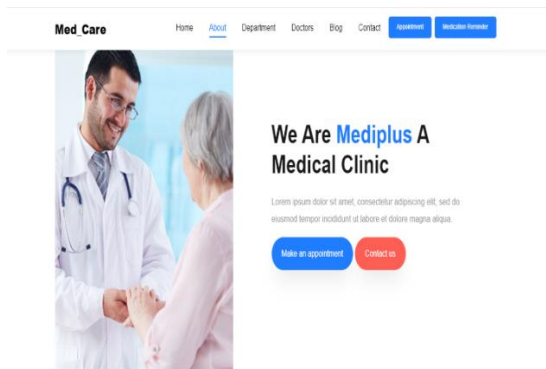 Med_Care
Home About Department Doctors Blog Contact Appointment Medication Reminder
We Are Mediplus A
Medical Clinic
Lorem ipsum dolor sit amet, consectetur adipiscing elit, sed do
eiusmod tempor incididunt ut labore et dolore magna aliqua.
Make an appointment Contact us